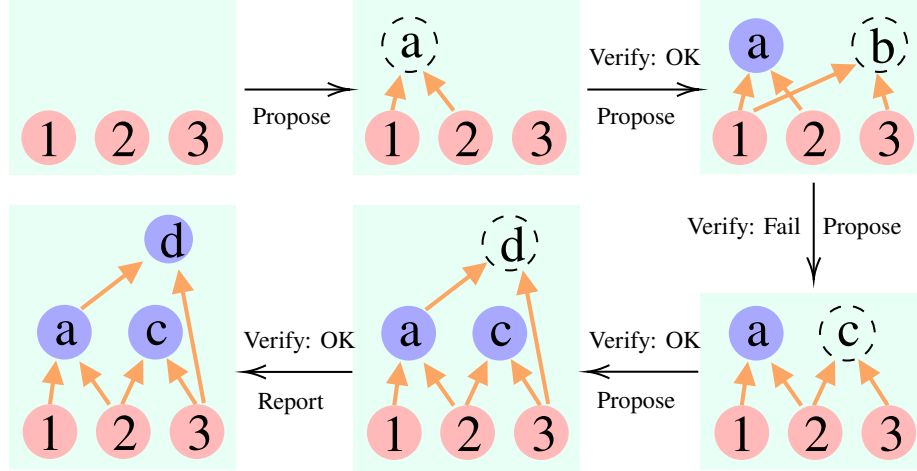 1 2 3
Propose
a
1 2 3
Verify: OK
Propose
a b
1 2 3
Verify: Fail Propose
a c
1 2 3
Verify: OK
Propose
d
a c
1 2 3
Verify: OK
Report
d
a c
1 2 3